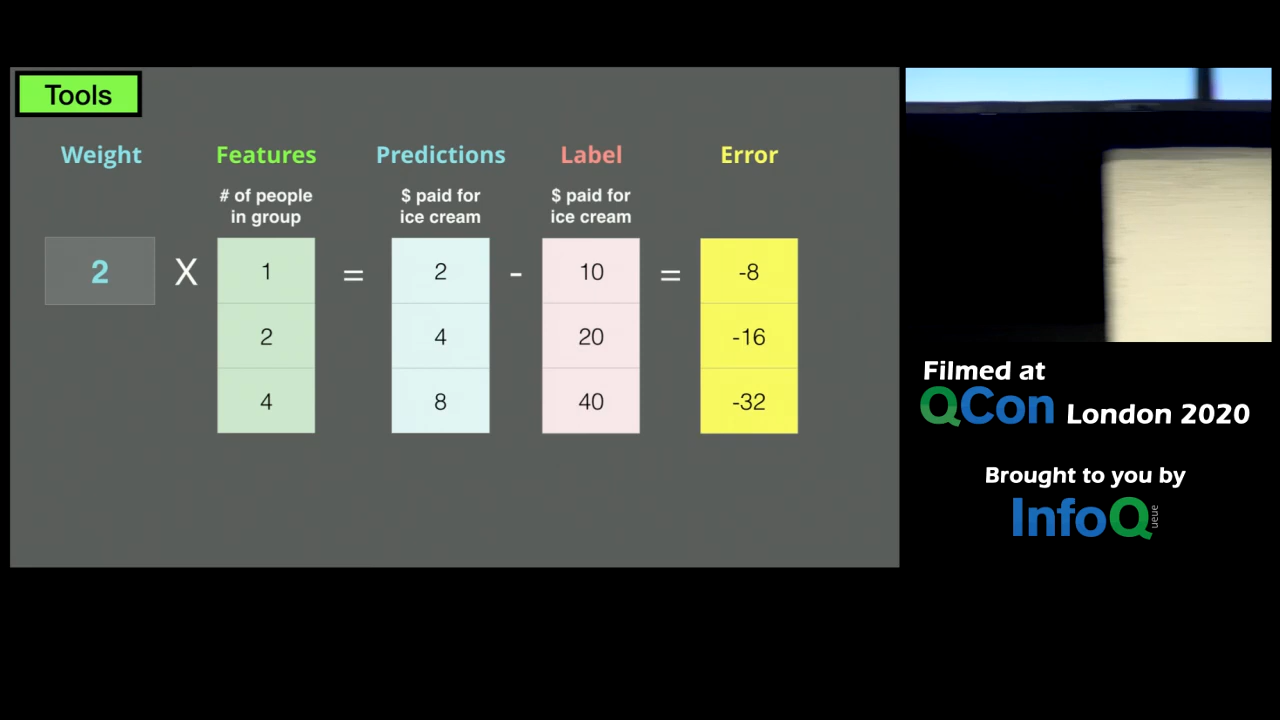 Tools
Weight Features Predictions Label Error
# of people in group $ paid for ice cream $ paid for ice cream
2 X 1 = 2 - 10 = -8
2 4 20 -16
4 8 40 -32
Filmed at
QCon London 2020
Brought to you by
InfoQueue